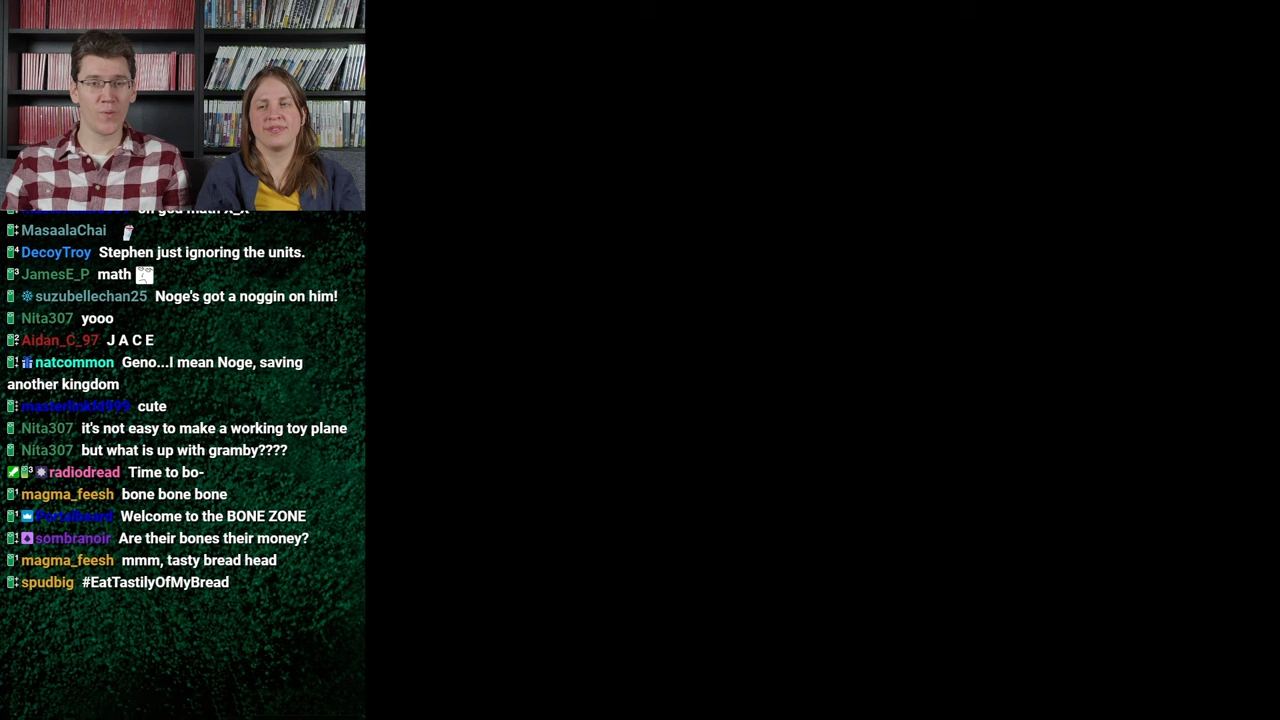 MasaalaChai
DecoyTroy Stephen just ignoring the units.
JamesE_P math
suzubellechan25 Noge's got a noggin on him!
Nita307 yooo
Aidan_C_97 J A C E
natcommon Geno...I mean Noge, saving
another kingdom
masterlinkfd999 cute
Nita307 it's not easy to make a working toy plane
Nita307 but what is up with gramby????
radiodread Time to bo-
magma_feesh bone bone bone
Portalbeard Welcome to the BONE ZONE
sombranoir Are their bones their money?
magma_feesh mmm, tasty bread head
spudbig #EatTastilyOfMyBread